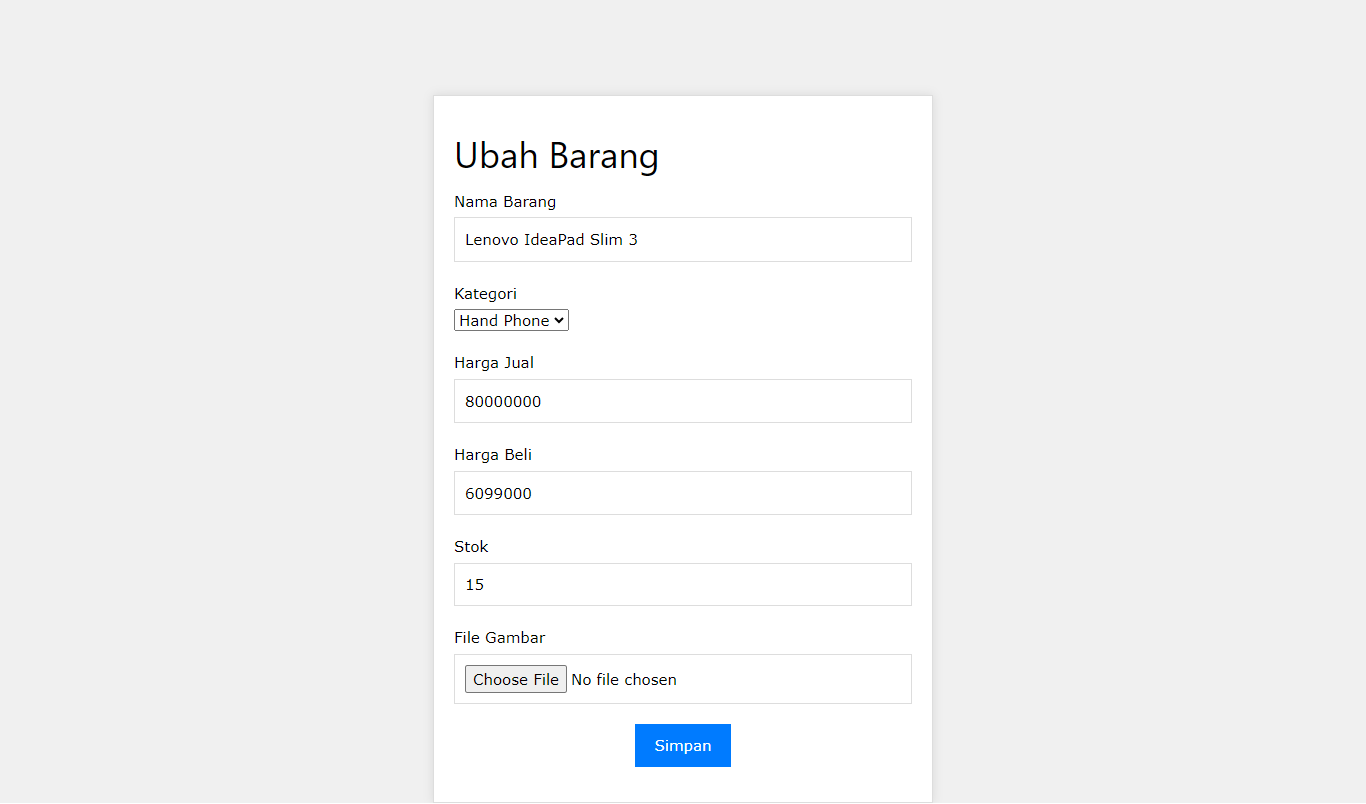 Ubah Barang
Nama Barang
Lenovo IdeaPad Slim 3
Kategori
Hand Phone
Harga Jual
80000000
Harga Beli
6099000
Stok
15
File Gambar
Choose File No file chosen
Simpan